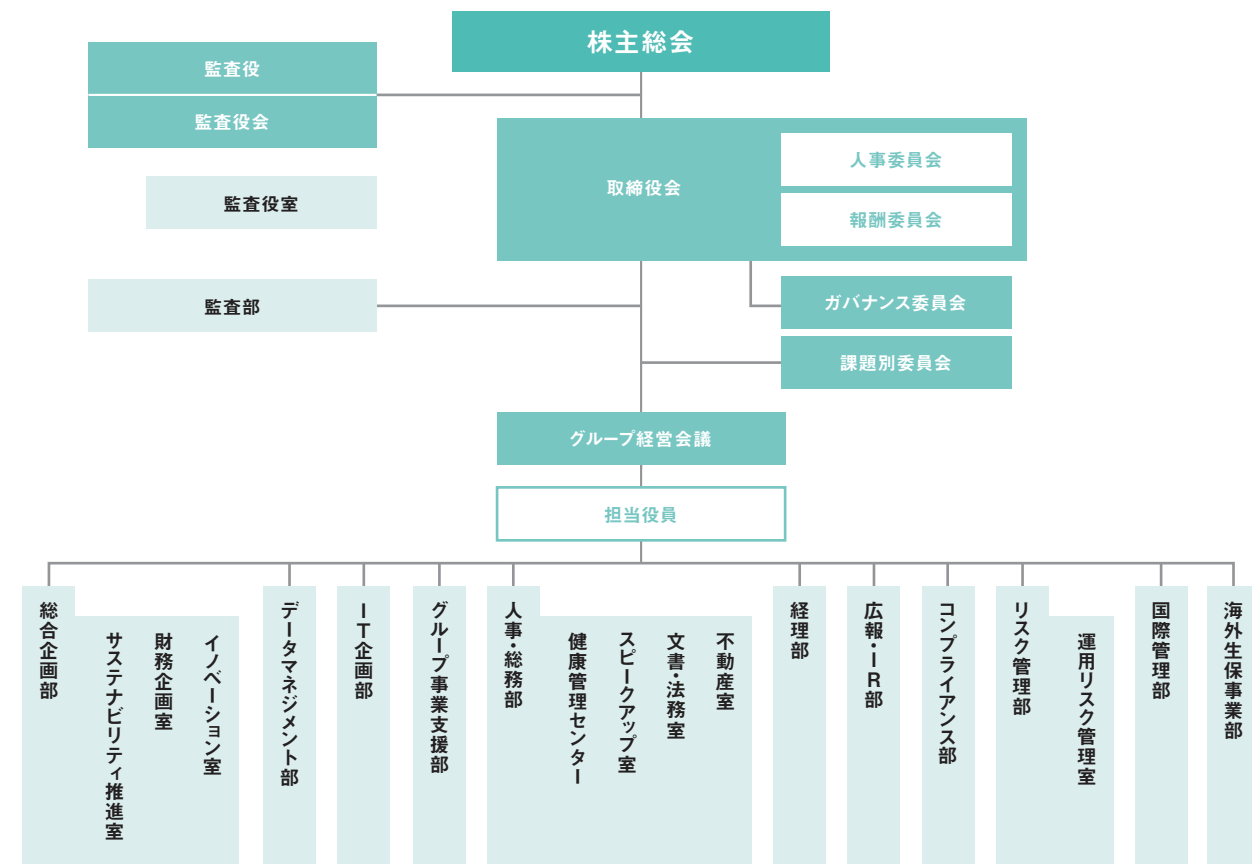 株主総会
監査役
監査役会
監査役室
取締役会
人事委員会
報酬委員会
監査部
ガバナンス委員会
課題別委員会
グループ経営会議
担当役員
総合企画部
サステナビリティ推進室
財務企画室
イノベーション室
データマネジメント部
IT企画部
グループ事業支援部
人事・総務部
健康管理センター
スピークアップ室
文書・法務室
不動産室
経理部
広報・IR部
コンプライアンス部
リスク管理部
運用リスク管理室
国際管理部
海外生保事業部